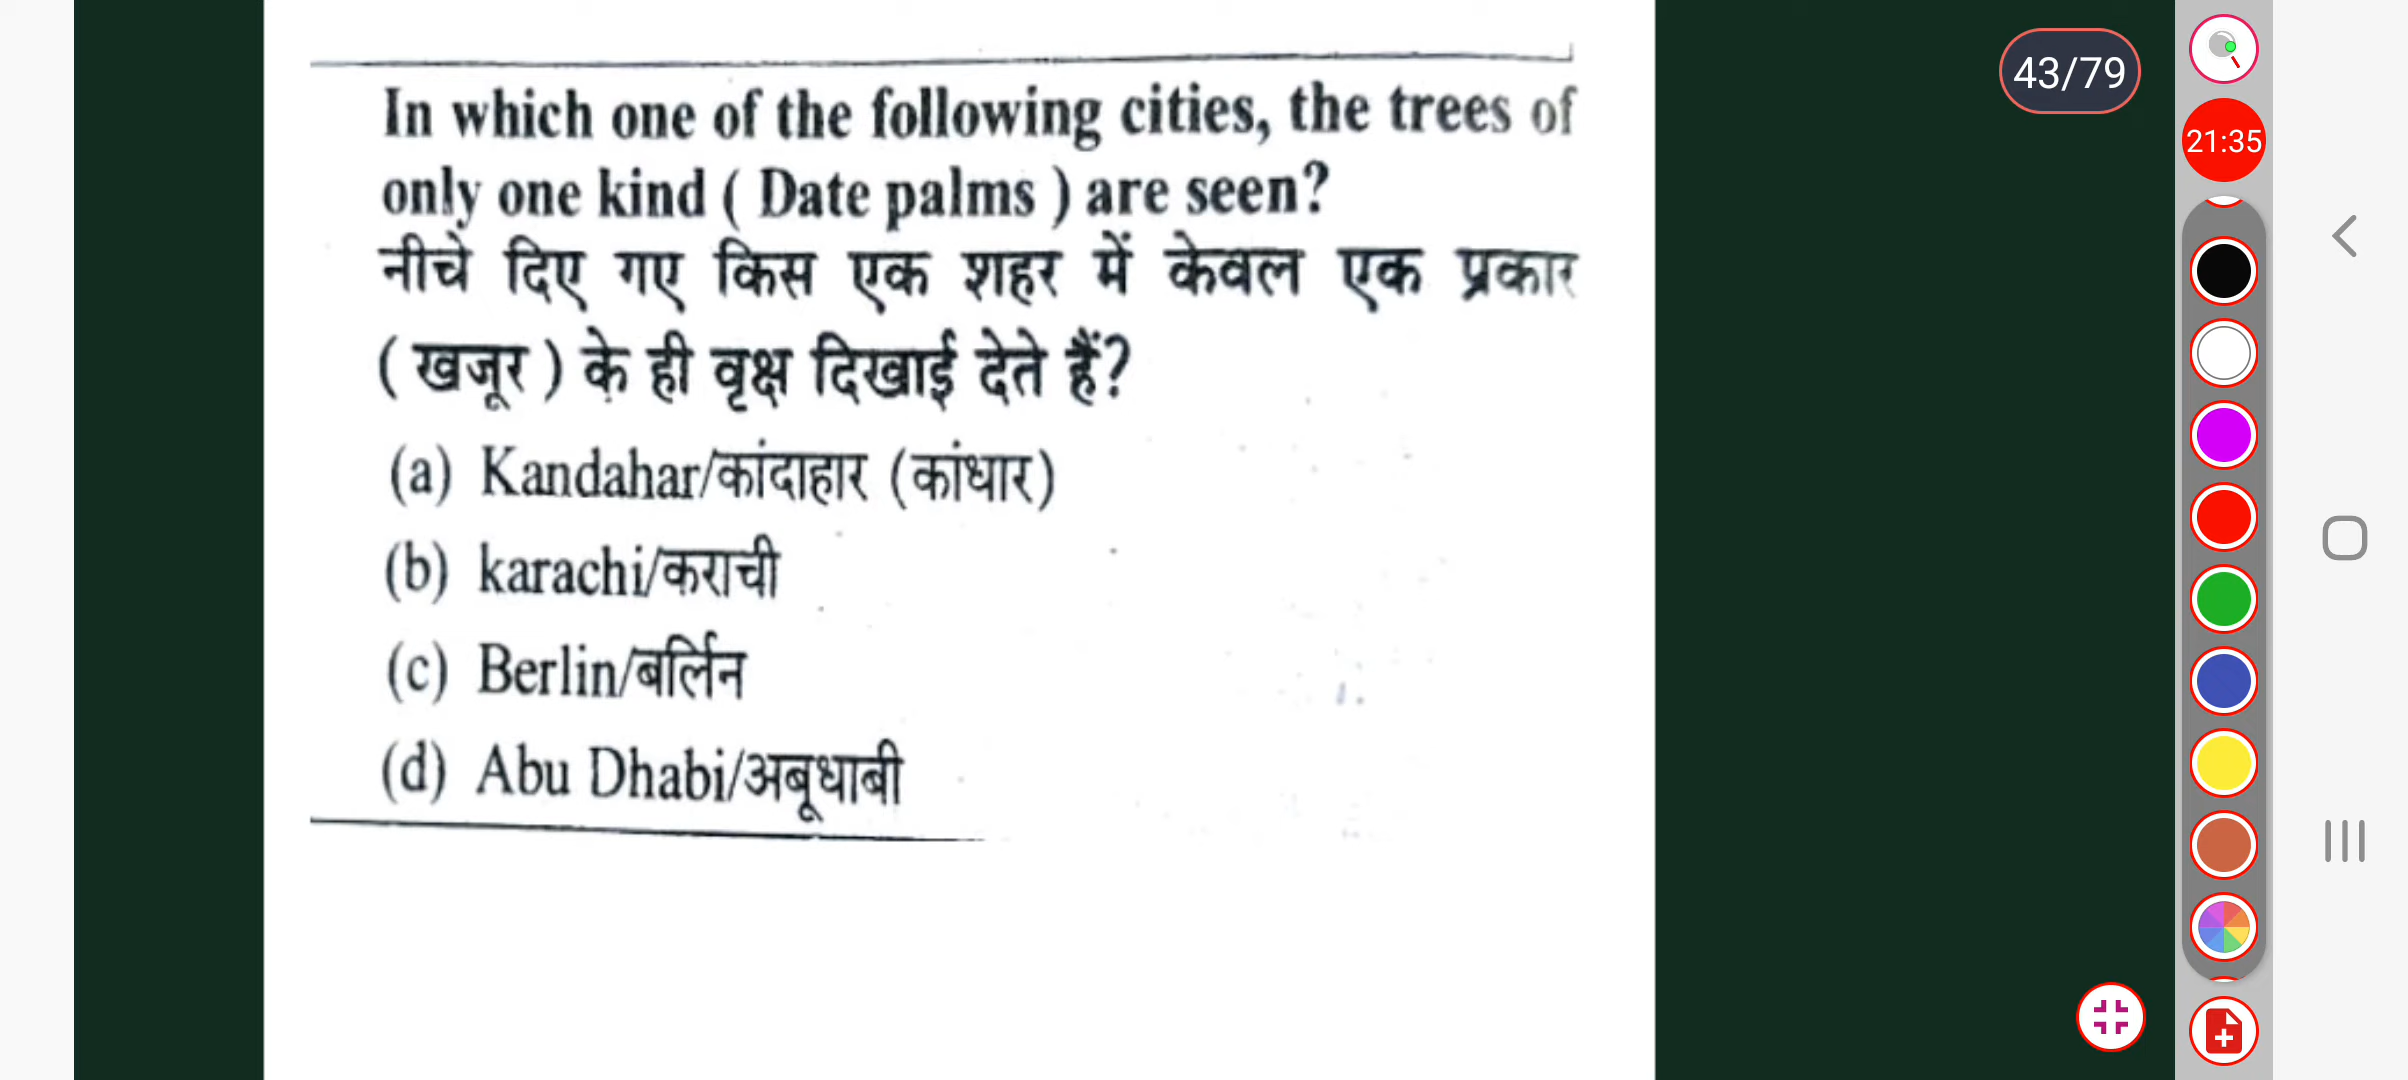 In which one of the following cities, the trees of
only one kind ( Date palms ) are seen?
नीचे दिए गए किस एक शहर में केवल एक प्रकार
( खजूर ) के ही वृक्ष दिखाई देते हैं?
(a) Kandahar/कांदाहार (कांधार)
(b) karachi/कराची
(c) Berlin/बर्लिन
(d) Abu Dhabi/अबूधाबी
43/79
21:35